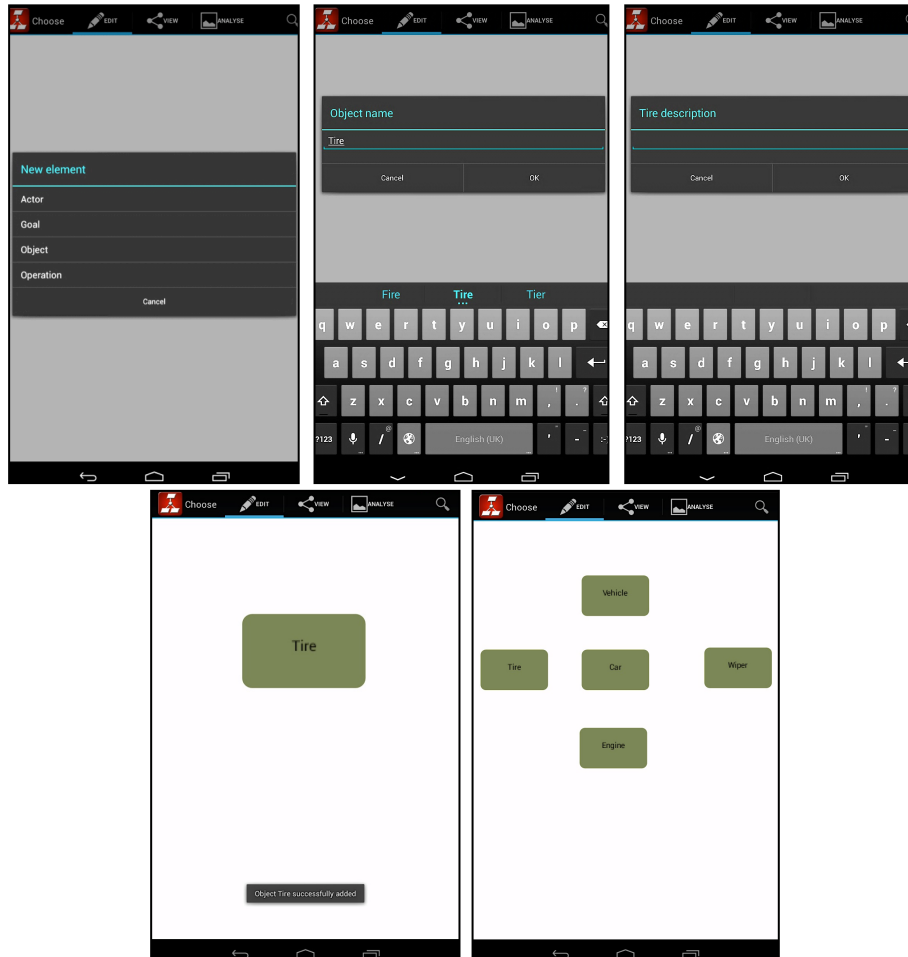 Choose EDIT VIEW ANALYSE
New element
Actor
Goal
Object
Operation
Cancel
Choose EDIT VIEW ANALYSE
Object name
Tire
Cancel OK
Fire Tire Tier
q w e r t y u i o p
a s d f g h j k l
z x c v b n m , ! . ?
?123 / @ English (UK) ' - _ :-)
Choose EDIT VIEW ANALYSE
Tire description
Cancel OK
q w e r t y u i o p
a s d f g h j k l
z x c v b n m , ! . ?
?123 / @ English (UK) ' - _
Choose EDIT VIEW ANALYSE
Tire
Object Tire successfully added
Choose EDIT VIEW ANALYSE
Vehicle
Tire Car Wiper
Engine